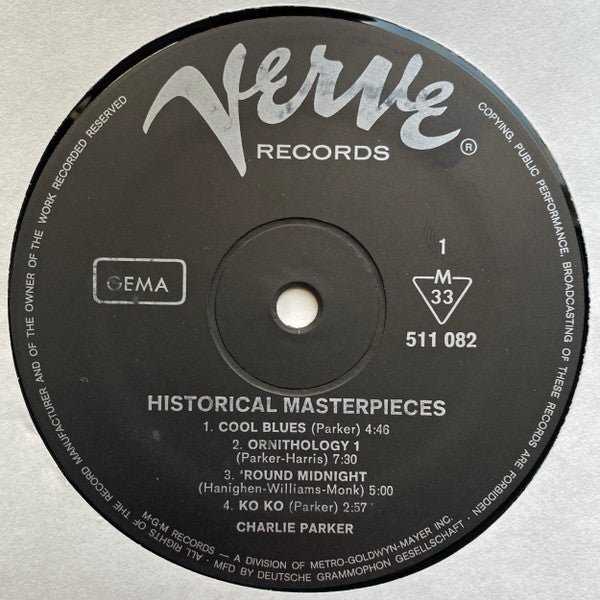 Verve
RECORDS ®
GEMA
1
M
33
511 082
HISTORICAL MASTERPIECES
1. COOL BLUES (Parker) 4:46
2. ORNITHOLOGY 1
(Parker-Harris) 7:30
3. 'ROUND MIDNIGHT
(Hanighen-Williams-Monk) 5:00
4. KO KO (Parker) 2:57
CHARLIE PARKER
ALL RIGHTS OF THE RECORD MANUFACTURER AND OF THE OWNER OF THE WORK RECORDED RESERVED
COPYING, PUBLIC PERFORMANCE, BROADCASTING OF THESE RECORDS ARE FORBIDDEN
M-G-M RECORDS — A DIVISION OF METRO-GOLDWYN-MAYER INC.
· MFD BY DEUTSCHE GRAMMOPHON GESELLSCHAFT ·